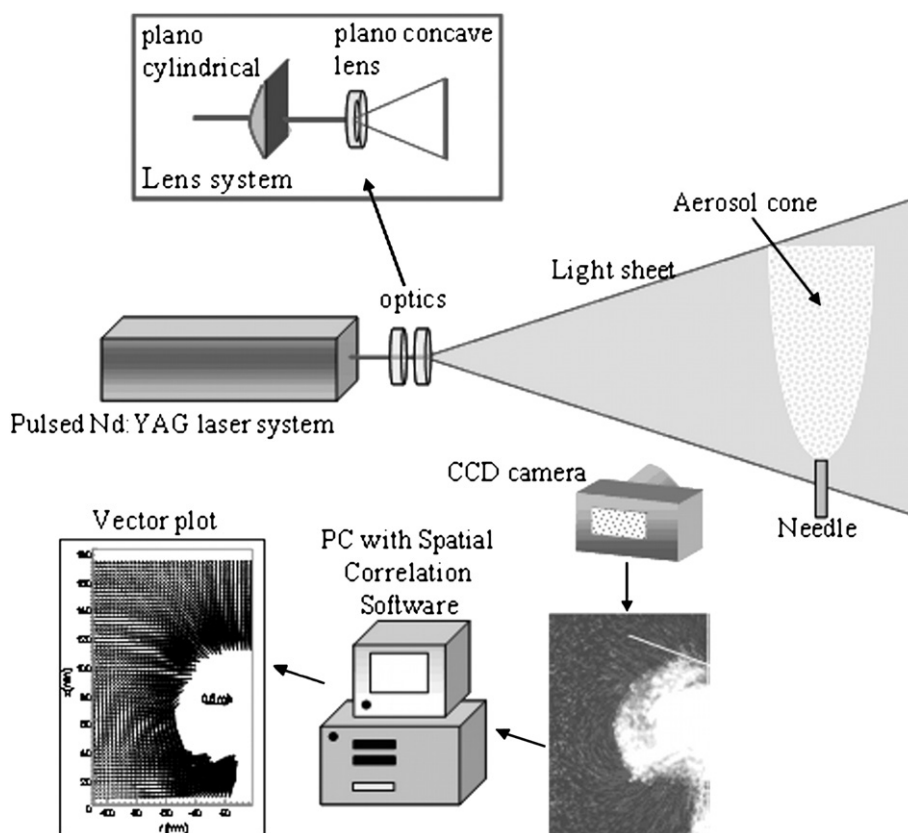 plano
cylindrical
plano concave
lens
Lens system
Aerosol cone
Light sheet
optics
Pulsed Nd:YAG laser system
CCD camera
Needle
Vector plot
PC with Spatial
Correlation
Software